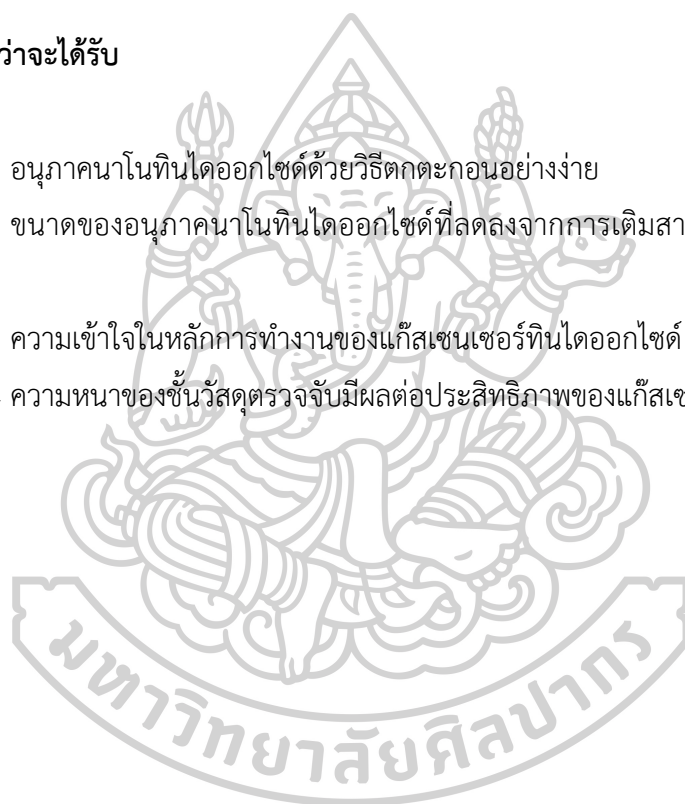 ว่าจะได้รับ
อนุภาคนาโนทินไดออกไซด์ด้วยวิธีตกตะกอนอย่างง่าย
ขนาดของอนุภาคนาโนทินไดออกไซด์ที่ลดลงจากการเติมสา
ความเข้าใจในหลักการทำงานของแก๊สเซนเซอร์ทินไดออกไซด์
ความหนาของชั้นวัสดุตรวจจับมีผลต่อประสิทธิภาพของแก๊สเซ
มหาวิทยาลัยศิลปากร